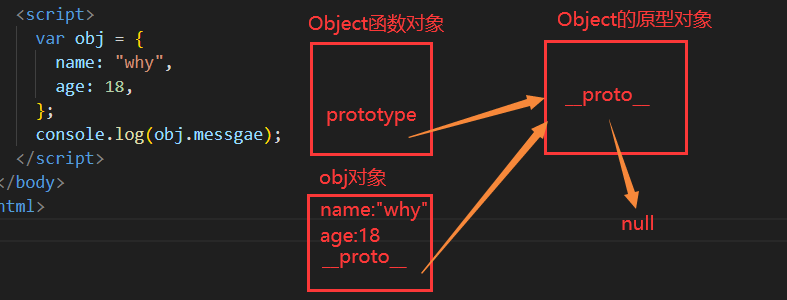 <script>
var obj = {
name: "why",
age: 18,
};
console.log(obj.messgae);
</script>
</body>
html>
Object函数对象
prototype
Object的原型对象
__proto__
null
obj对象
name:"why"
age:18
__proto__